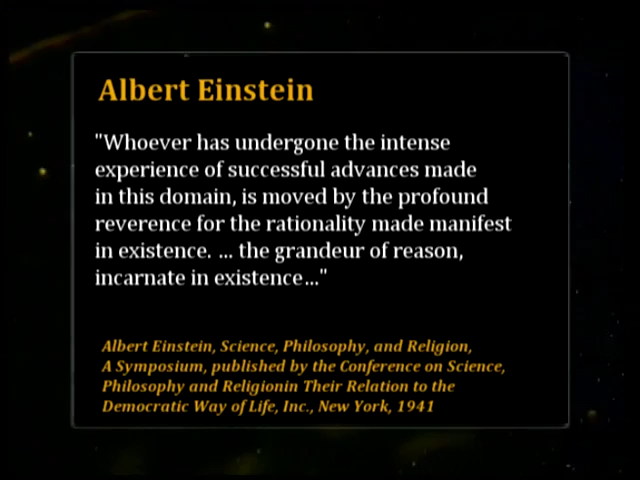 Albert Einstein
"Whoever has undergone the intense
experience of successful advances made
in this domain, is moved by the profound
reverence for the rationality made manifest
in existence. ... the grandeur of reason,
incarnate in existence..."
Albert Einstein, Science, Philosophy, and Religion,
A Symposium, published by the Conference on Science,
Philosophy and Religionin Their Relation to the
Democratic Way of Life, Inc., New York, 1941